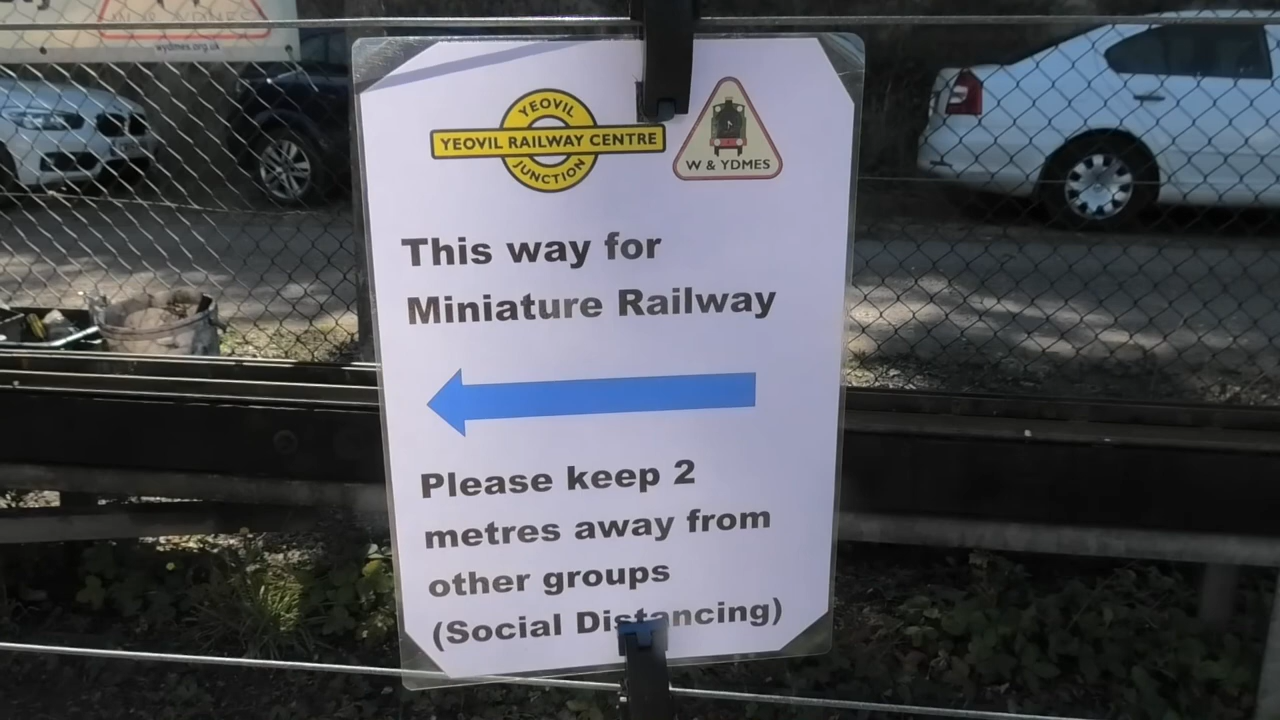 W & YDMES
wydmes.org.uk
YEOVIL
YEOVIL RAILWAY CENTRE
JUNCTION
W & YDMES
This way for
Miniature Railway
Please keep 2
metres away from
other groups
(Social Distancing)